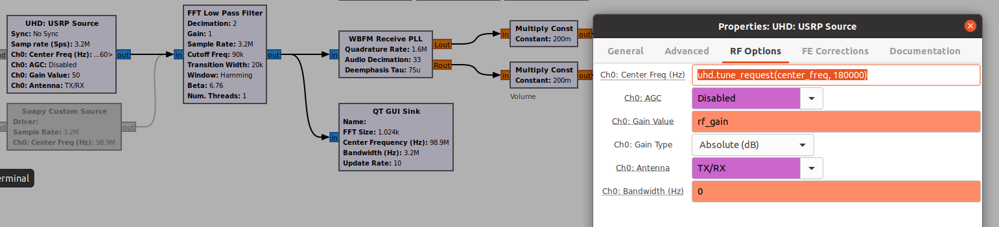 UHD: USRP Source
Sync: No Sync
Samp rate (Sps): 3.2M
Ch0: Center Freq (Hz): ...60>
Ch0: AGC: Disabled
Ch0: Gain Value: 50
Ch0: Antenna: TX/RX
nd
out
Soapy Custom Source
Driver:
Sample Rate: 3.2M
Ch0: Center Freq (Hz): 98.9M
nd
out
erminal
FFT Low Pass Filter
Decimation: 2
Gain: 1
Sample Rate: 3.2M
Cutoff Freq: 90k
Transition Width: 20k
Window: Hamming
Beta: 6.76
Num. Threads: 1
in
out
WBFM Receive PLL
Quadrature Rate: 1.6M
Audio Decimation: 33
Deemphasis Tau: 75u
in
Lout
Rout
QT GUI Sink
Name:
FFT Size: 1.024k
Center Frequency (Hz): 98.9M
Bandwidth (Hz): 3.2M
Update Rate: 10
in
Multiply Const
Constant: 200m
in
out
Multiply Const
Constant: 200m
in
out
Volume
Properties: UHD: USRP Source
General
Advanced
RF Options
FE Corrections
Documentation
Ch0: Center Freq (Hz)
uhd.tune_request(center_freq, 180000)
Ch0: AGC
Disabled
Ch0: Gain Value
rf_gain
Ch0: Gain Type
Absolute (dB)
Ch0: Antenna
TX/RX
Ch0: Bandwidth (Hz)
0